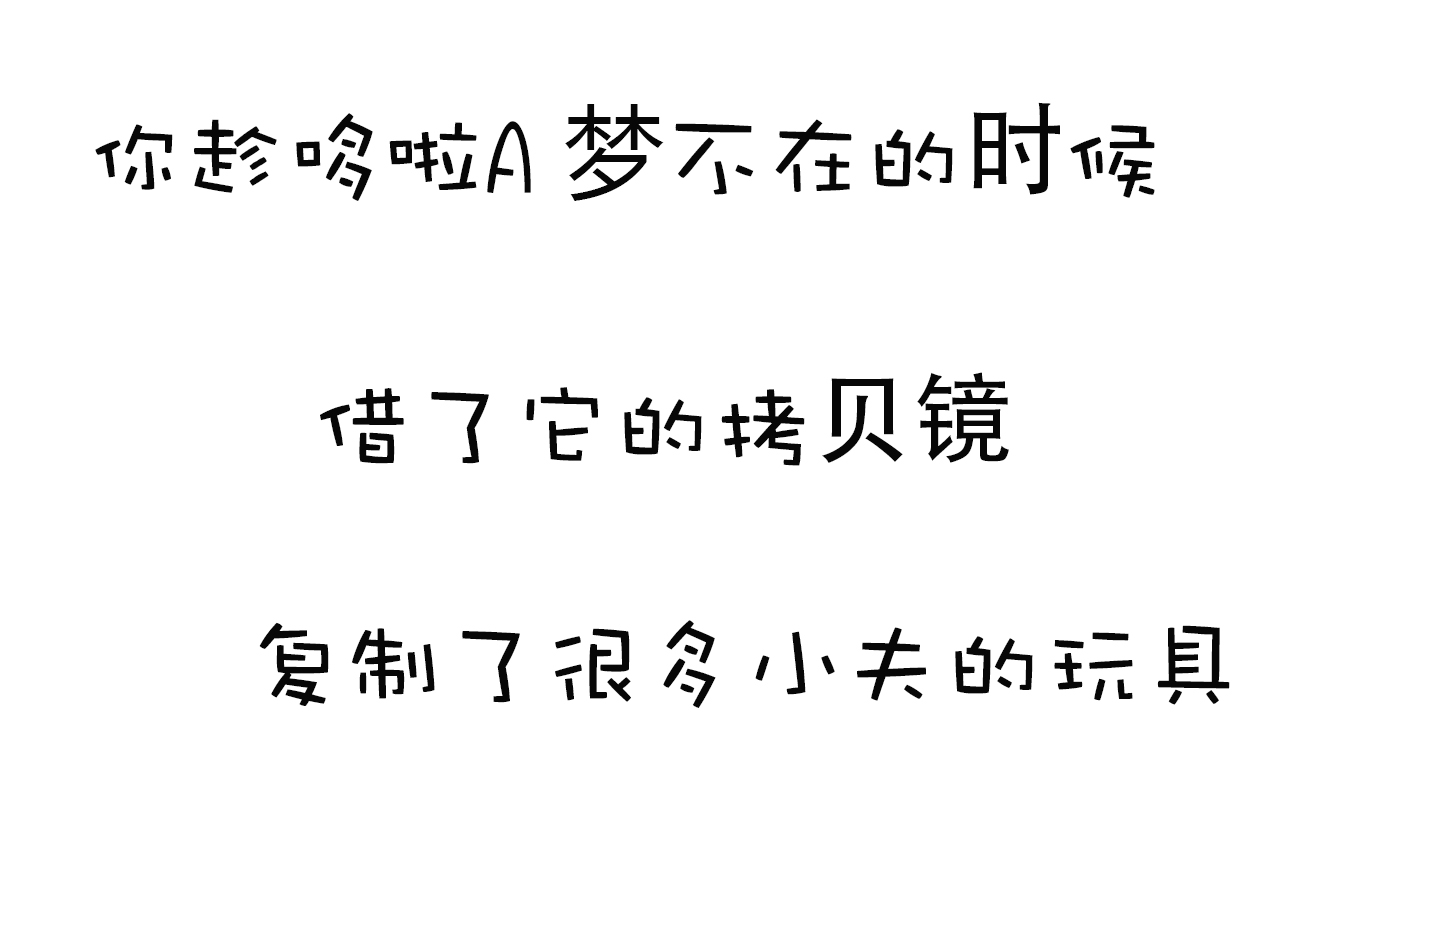 你趁哆啦A梦不在的时候
借了它的拷贝镜
复制了很多小夫的玩具